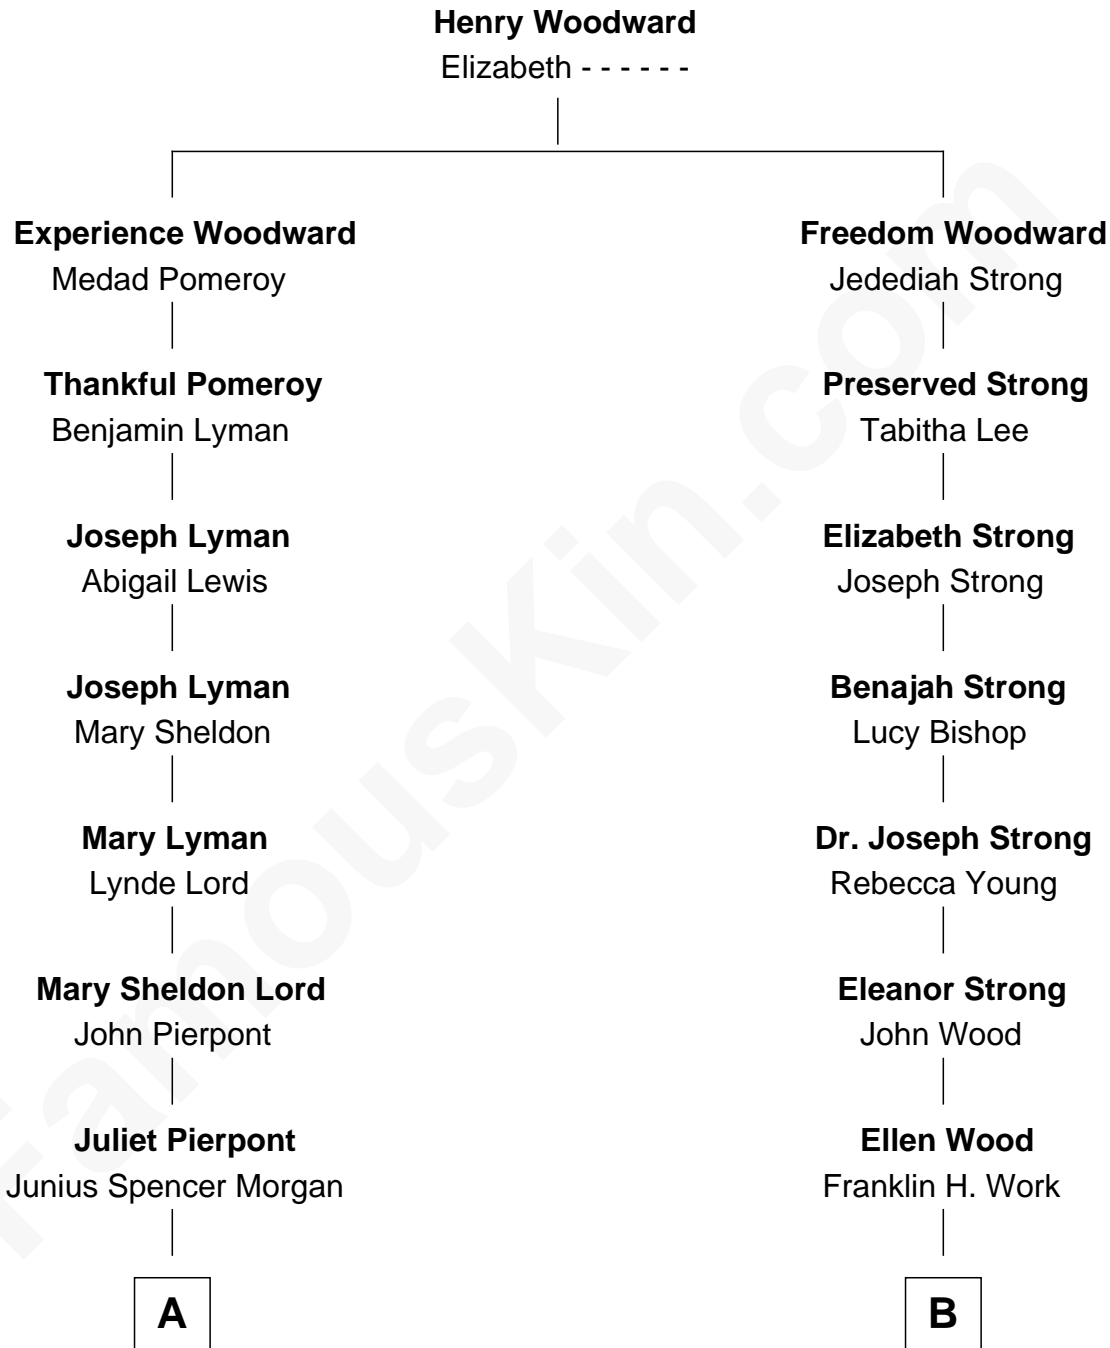 Henry Woodward
Elizabeth - - - - - -
Experience Woodward
Medad Pomeroy
Freedom Woodward
Jedediah Strong
Thankful Pomeroy
Benjamin Lyman
Preserved Strong
Tabitha Lee
Joseph Lyman
Abigail Lewis
Elizabeth Strong
Joseph Strong
Joseph Lyman
Mary Sheldon
Benajah Strong
Lucy Bishop
Mary Lyman
Lynde Lord
Dr. Joseph Strong
Rebecca Young
Mary Sheldon Lord
John Pierpont
Eleanor Strong
John Wood
Juliet Pierpont
Junius Spencer Morgan
Ellen Wood
Franklin H. Work
A
B
FamousKin.com